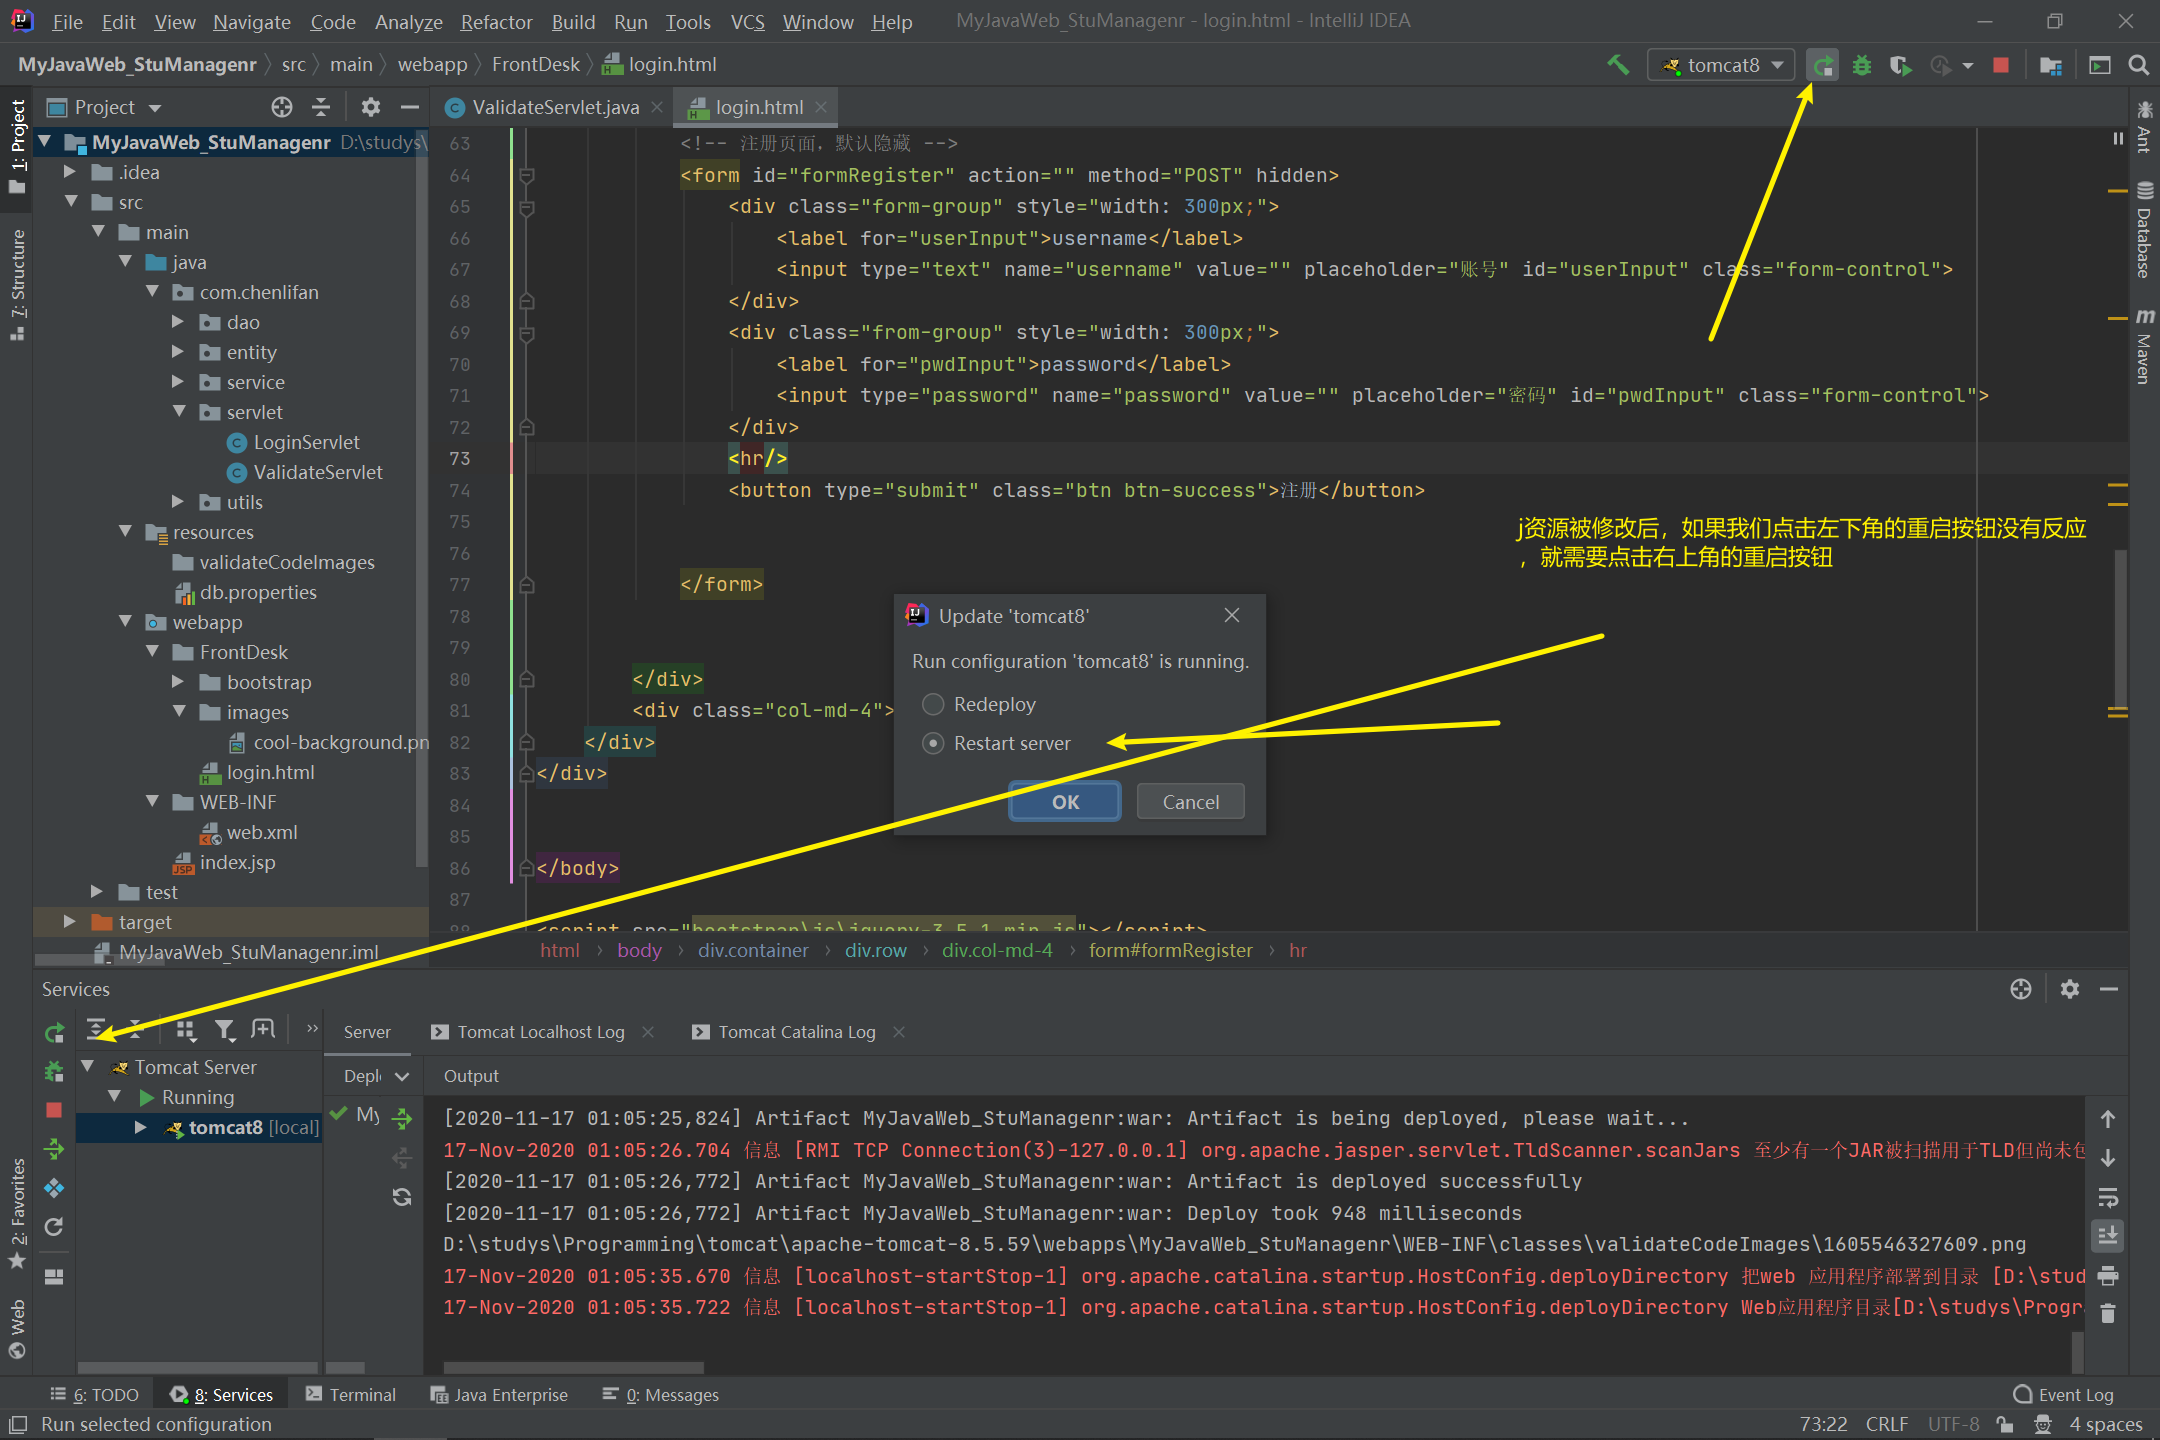 File Edit View Navigate Code Analyze Refactor Build Run Tools VCS Window Help MyJavaWeb_StuManagenr - login.html - IntelliJ IDEA
MyJavaWeb_StuManagenr src main webapp FrontDesk login.html tomcat8
Project
ValidateServlet.java login.html
1: Project
7: Structure
2: Favorites
Web
MyJavaWeb_StuManagenr D:\studys\
.idea
src
main
java
com.chenlifan
dao
entity
service
servlet
LoginServlet
ValidateServlet
utils
resources
validateCodeImages
db.properties
webapp
FrontDesk
bootstrap
images
cool-background.pn
login.html
WEB-INF
web.xml
index.jsp
test
target
MyJavaWeb_StuManagenr.iml
63 <!-- 注册页面，默认隐藏 -->
64 <form id="formRegister" action="" method="POST" hidden>
65 <div class="form-group" style="width: 300px;">
66 <label for="userInput">username</label>
67 <input type="text" name="username" value="" placeholder="账号" id="userInput" class="form-control">
68 </div>
69 <div class="from-group" style="width: 300px;">
70 <label for="pwdInput">password</label>
71 <input type="password" name="password" value="" placeholder="密码" id="pwdInput" class="form-control">
72 </div>
73 <hr/>
74 <button type="submit" class="btn btn-success">注册</button>
75
76
77 </form>
78
79
80 </div>
81 <div class="col-md-4">
82 </div>
83 </div>
84
85
86 </body>
87
88 <script src="bootstrap\js\jquery-3.5.1.min.js"></script>
j资源被修改后，如果我们点击左下角的重启按钮没有反应
，就需要点击右上角的重启按钮
Update 'tomcat8'
Run configuration 'tomcat8' is running.
Redeploy
Restart server
OK Cancel
html body div.container div.row div.col-md-4 form#formRegister hr
Ant
Database
Maven
Services
Server Tomcat Localhost Log Tomcat Catalina Log
Tomcat Server
Running
tomcat8 [local]
Depl
My
Output
[2020-11-17 01:05:25,824] Artifact MyJavaWeb_StuManagenr:war: Artifact is being deployed, please wait...
17-Nov-2020 01:05:26.704 信息 [RMI TCP Connection(3)-127.0.0.1] org.apache.jasper.servlet.TldScanner.scanJars 至少有一个JAR被扫描用于TLD但尚未包
[2020-11-17 01:05:26,772] Artifact MyJavaWeb_StuManagenr:war: Artifact is deployed successfully
[2020-11-17 01:05:26,772] Artifact MyJavaWeb_StuManagenr:war: Deploy took 948 milliseconds
D:\studys\Programming\tomcat\apache-tomcat-8.5.59\webapps\MyJavaWeb_StuManagenr\WEB-INF\classes\validateCodeImages\1605546327609.png
17-Nov-2020 01:05:35.670 信息 [localhost-startStop-1] org.apache.catalina.startup.HostConfig.deployDirectory 把web 应用程序部署到目录 [D:\stud
17-Nov-2020 01:05:35.722 信息 [localhost-startStop-1] org.apache.catalina.startup.HostConfig.deployDirectory Web应用程序目录[D:\studys\Progr
6: TODO 8: Services Terminal Java Enterprise 0: Messages Event Log
Run selected configuration 73:22 CRLF UTF-8 4 spaces